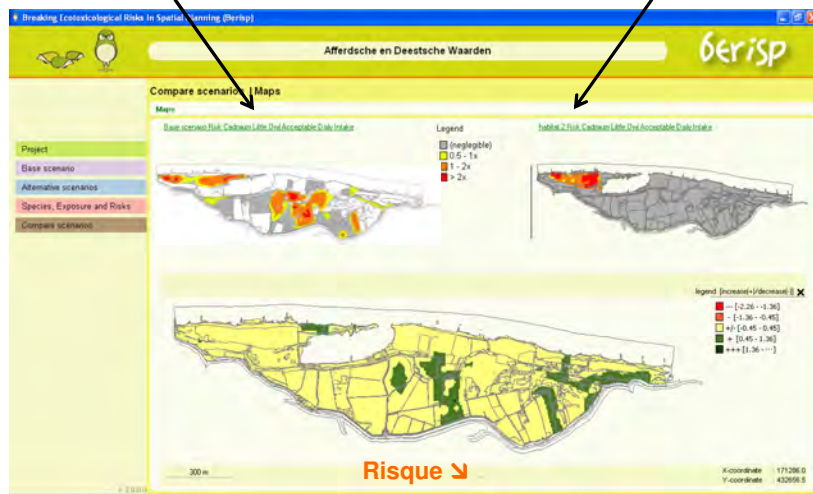 Breaking Ecotoxicological Risks In Spatial Planning (Berisp)
Afferdsche en Deestsche Waarden
berisp
Compare scenarios | Maps
Maps
Base scenario Risk Cadmium Little Owl Acceptable Daily Intake
Legend
(neglegible)
0.5 - 1x
1 - 2x
> 2x
habitat 2 Risk Cadmium Little Owl Acceptable Daily Intake
Project
Base scenario
Alternative scenarios
Species, Exposure and Risks
Compare scenarios
legend [increase(+)/decrease(-)] X
--- [-2.26 - -1.36]
- [-1.36 - -0.45]
+/- [-0.45 - 0.45]
+ [0.45 - 1.36]
+++ [1.36 - ...]
300 m
Risque ↘
X-coordinate : 171286.0
Y-coordinate : 432656.5